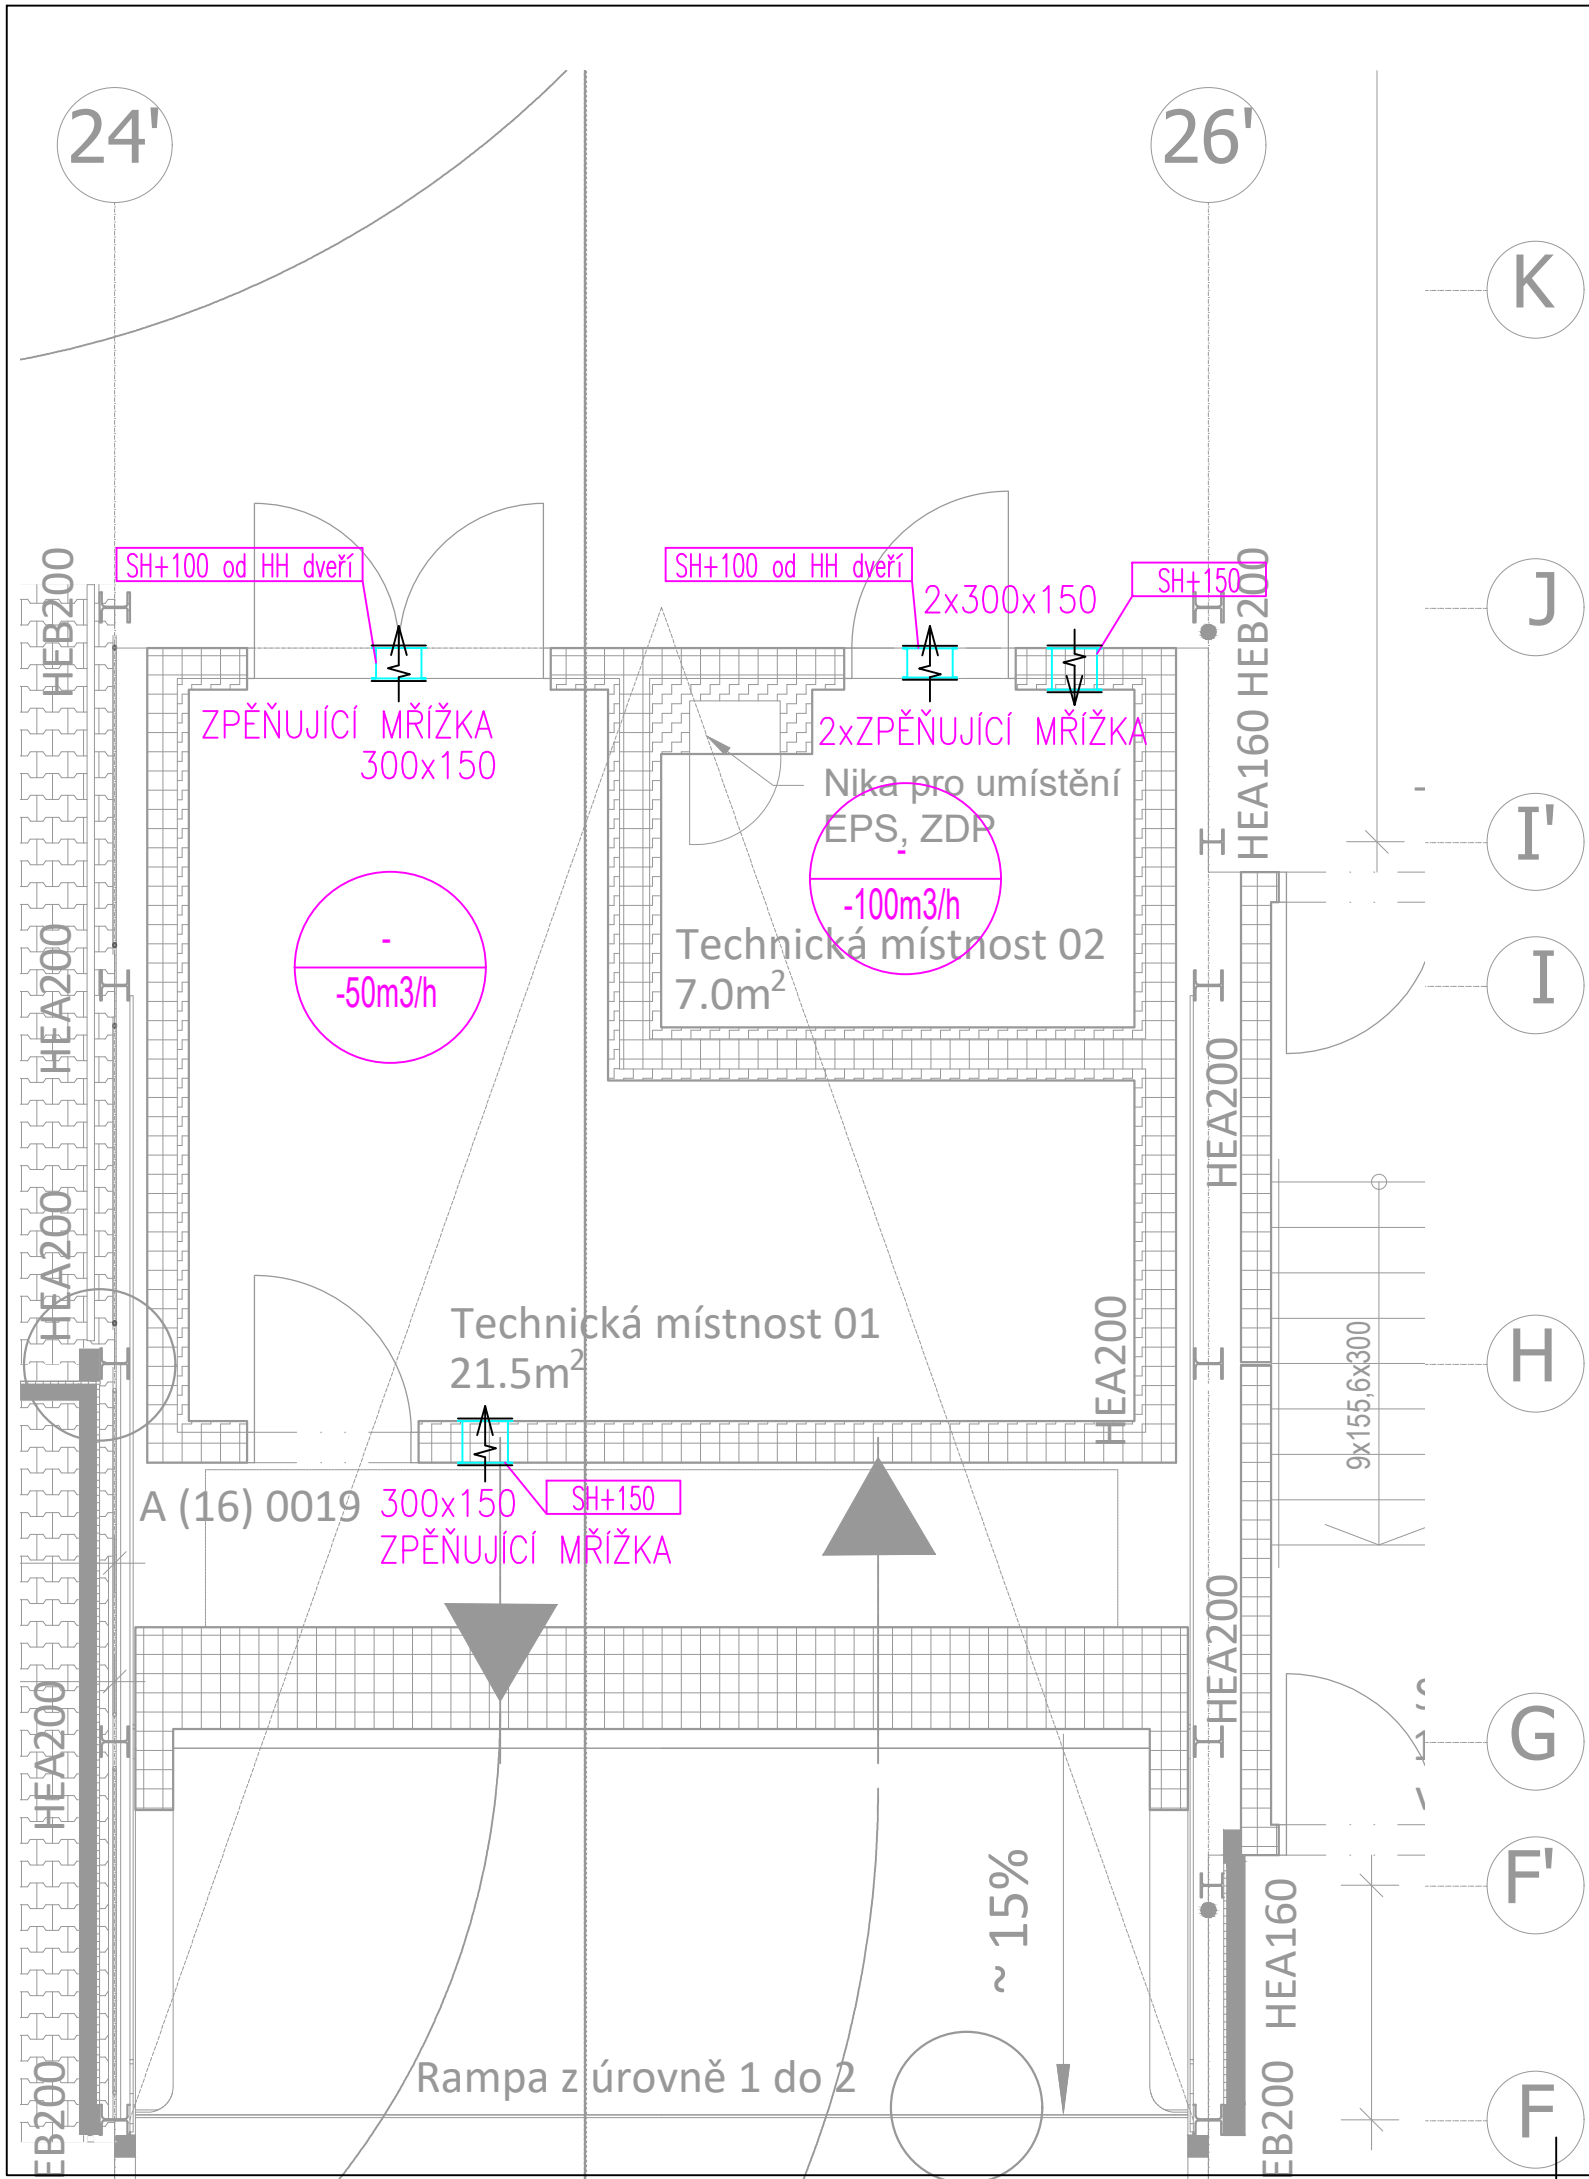 24'
26'
K
HEB200
SH+100 od HH dveří
SH+100 od HH dveří
2x300x150
SH+150
HEA160 HEB200
J
ZPĚŇUJÍCÍ MŘÍŽKA
300x150
2xZPĚŇUJÍCÍ MŘÍŽKA
Nika pro umístění
EPS, ZDP
I'
-
-100m3/h
-
-50m3/h
HEA200
Technická místnost 02
7.0m²
I
HEA200
HEA200
Technická místnost 01
21.5m²
HEA200
9x155,6x300
H
A (16) 0019
300x150
SH+150
ZPĚŇUJÍCÍ MŘÍŽKA
HEA200
HEA200
G
~ 15%
F'
HEA160
Rampa z úrovně 1 do 2
EB200
EB200
F